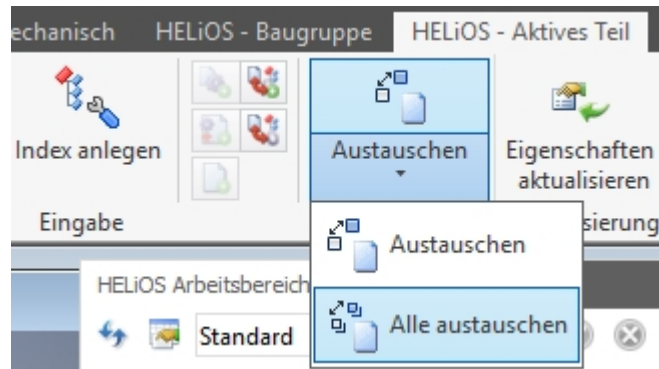 echanisch HELiOS - Baugruppe HELiOS - Aktives Teil
Index anlegen
Austauschen
Eigenschaften
aktualisieren
Eingabe
sierung
Austauschen
Alle austauschen
HELiOS Arbeitsbereich
Standard